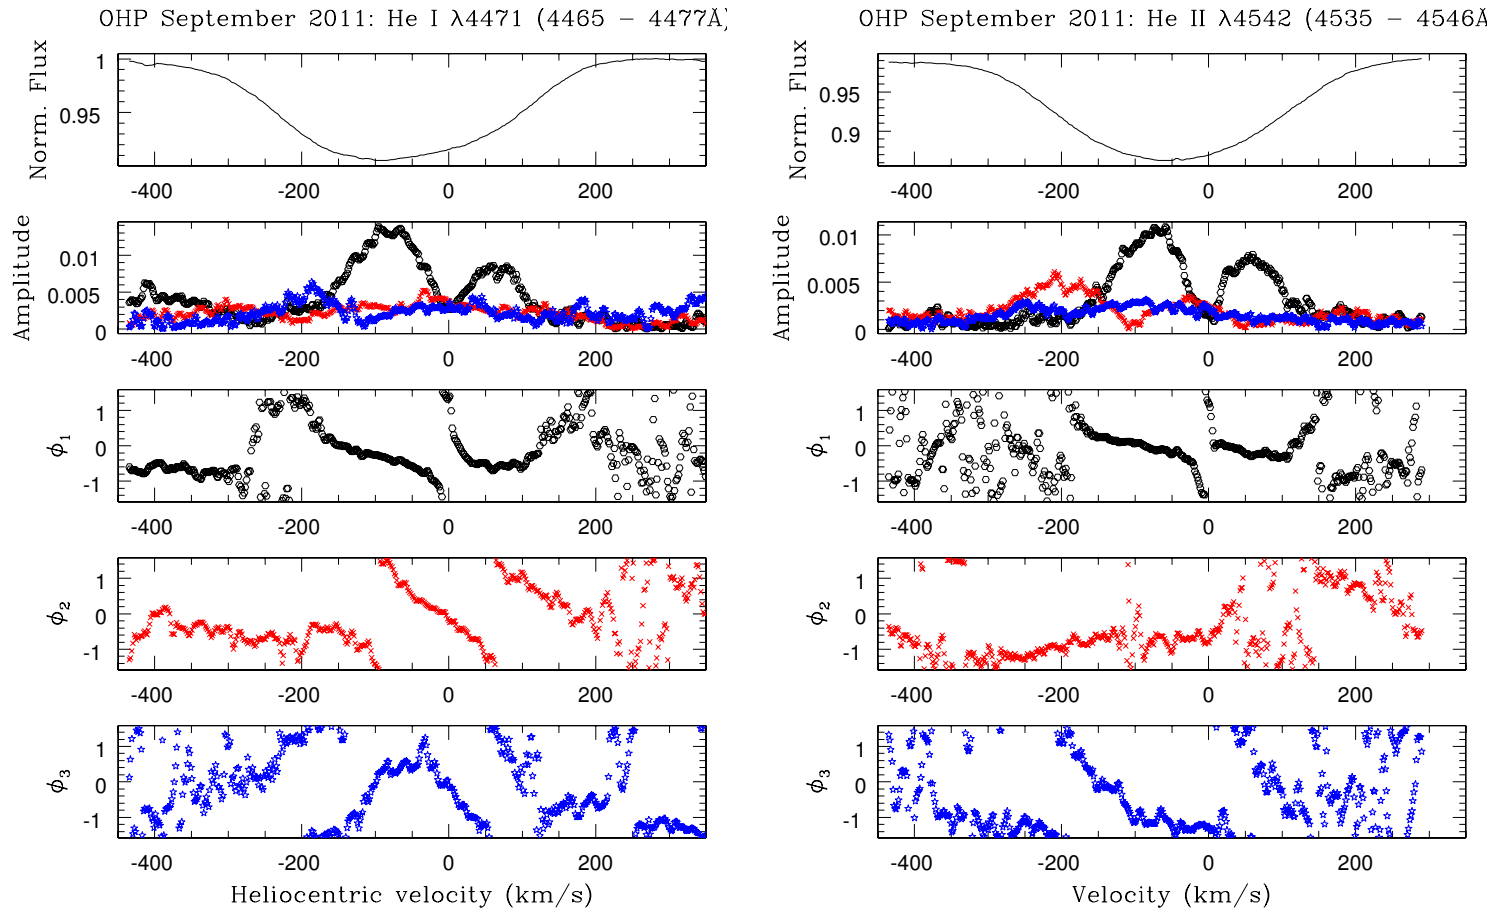 OHP September 2011: He I λ4471 (4465 − 4477Å)
Norm. Flux
1
0.95
-400 -200 0 200
Amplitude
0.01
0.005
0
-400 -200 0 200
ϕ1
1
0
-1
-400 -200 0 200
ϕ2
1
0
-1
-400 -200 0 200
ϕ3
1
0
-1
-400 -200 0 200
Heliocentric velocity (km/s)
OHP September 2011: He II λ4542 (4535 − 4546Å
Norm. Flux
0.95
0.9
-400 -200 0 200
Amplitude
0.01
0.005
0
-400 -200 0 200
ϕ1
1
0
-1
-400 -200 0 200
ϕ2
1
0
-1
-400 -200 0 200
ϕ3
1
0
-1
-400 -200 0 200
Velocity (km/s)